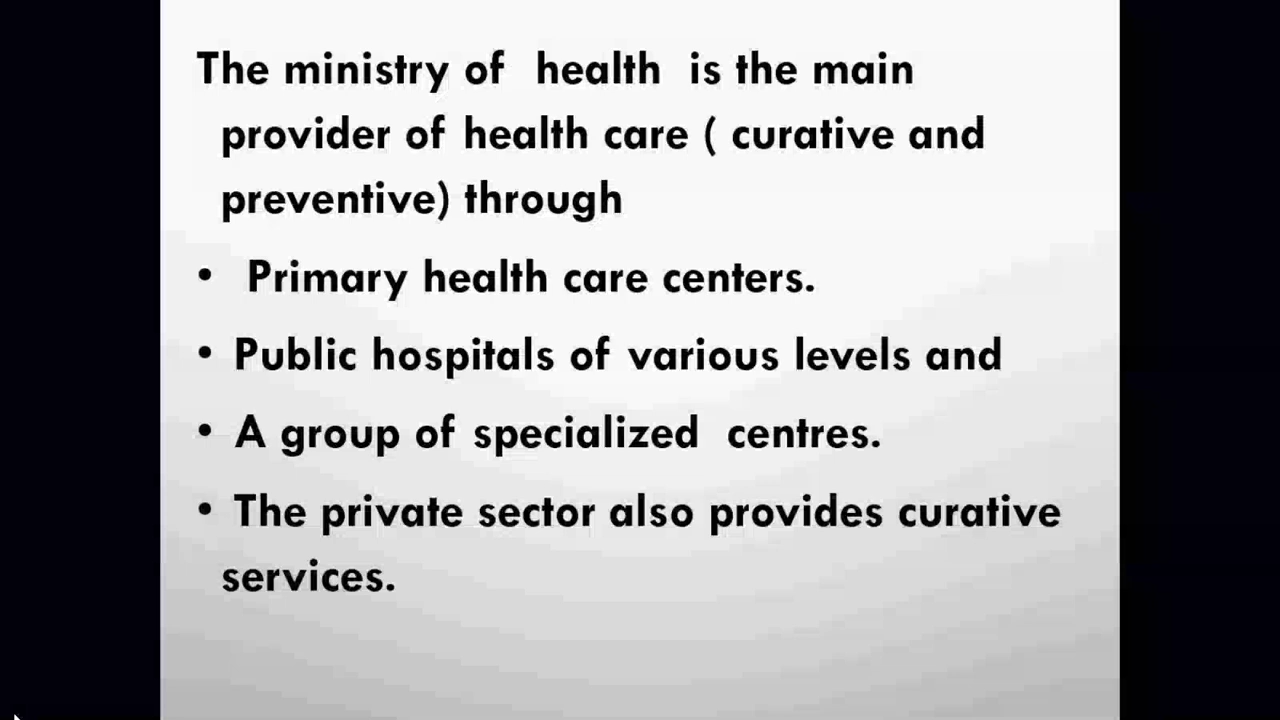 The ministry of  health  is the main
provider of health care ( curative and
preventive) through
•  Primary health care centers.
• Public hospitals of various levels and
• A group of specialized  centres.
• The private sector also provides curative
services.